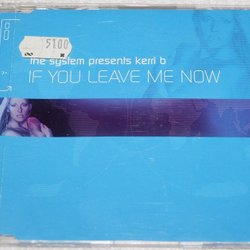 5100
the system presents kerri b
IF YOU LEAVE ME NOW